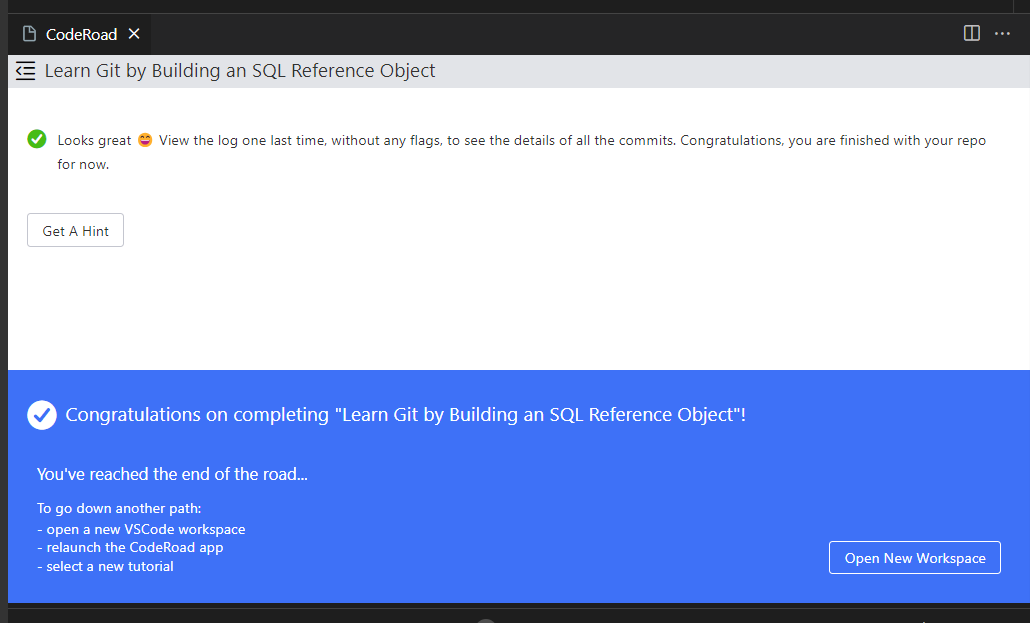 CodeRoad
Learn Git by Building an SQL Reference Object
Looks great 😄 View the log one last time, without any flags, to see the details of all the commits. Congratulations, you are finished with your repo
for now.
Get A Hint
Congratulations on completing "Learn Git by Building an SQL Reference Object"!
You've reached the end of the road...
To go down another path:
- open a new VSCode workspace
- relaunch the CodeRoad app
- select a new tutorial
Open New Workspace